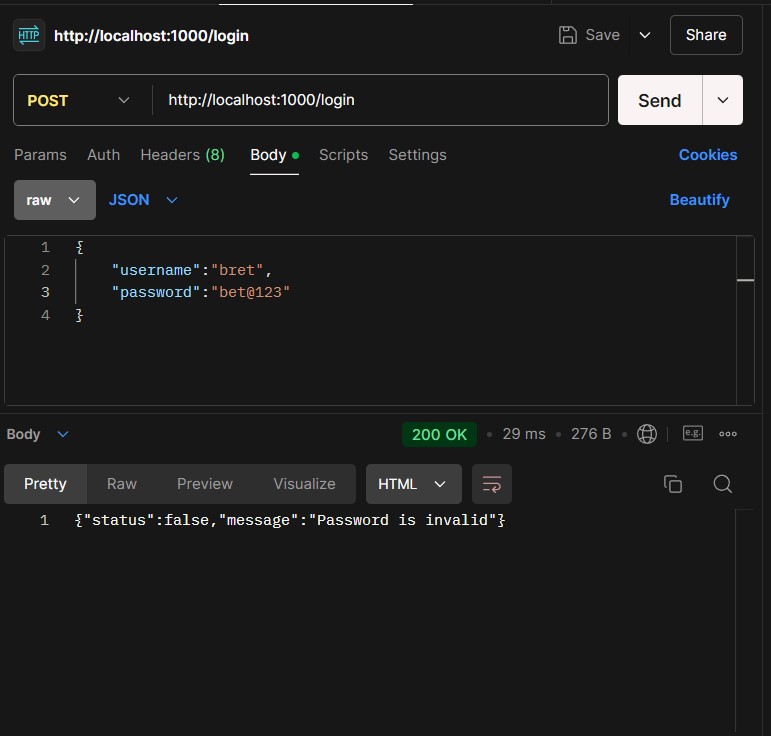 HTTP http://localhost:1000/login Save Share
POST http://localhost:1000/login Send
Params Auth Headers (8) Body Scripts Settings Cookies
raw JSON Beautify
1 {
2 "username":"bret",
3 "password":"bet@123"
4 }
Body 200 OK • 29 ms • 276 B • e.g.
Pretty Raw Preview Visualize HTML
1 {"status":false,"message":"Password is invalid"}